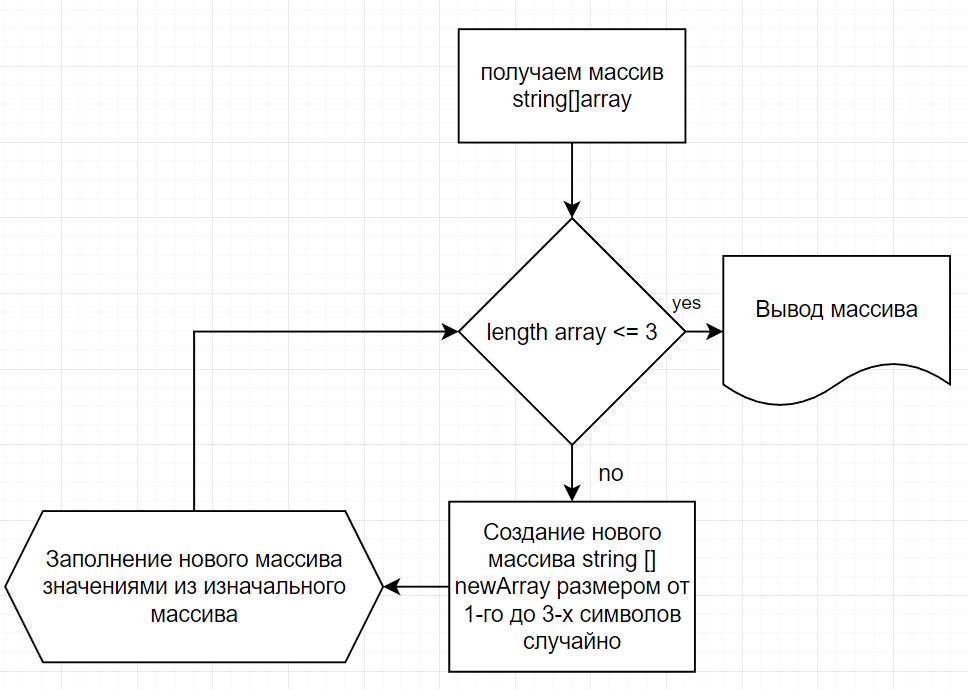 получаем массив
string[]array
yes
length array <= 3
Вывод массива
no
Создание нового
массива string []
newArray размером от
1-го до 3-х символов
случайно
Заполнение нового массива
значениями из изначального
массива